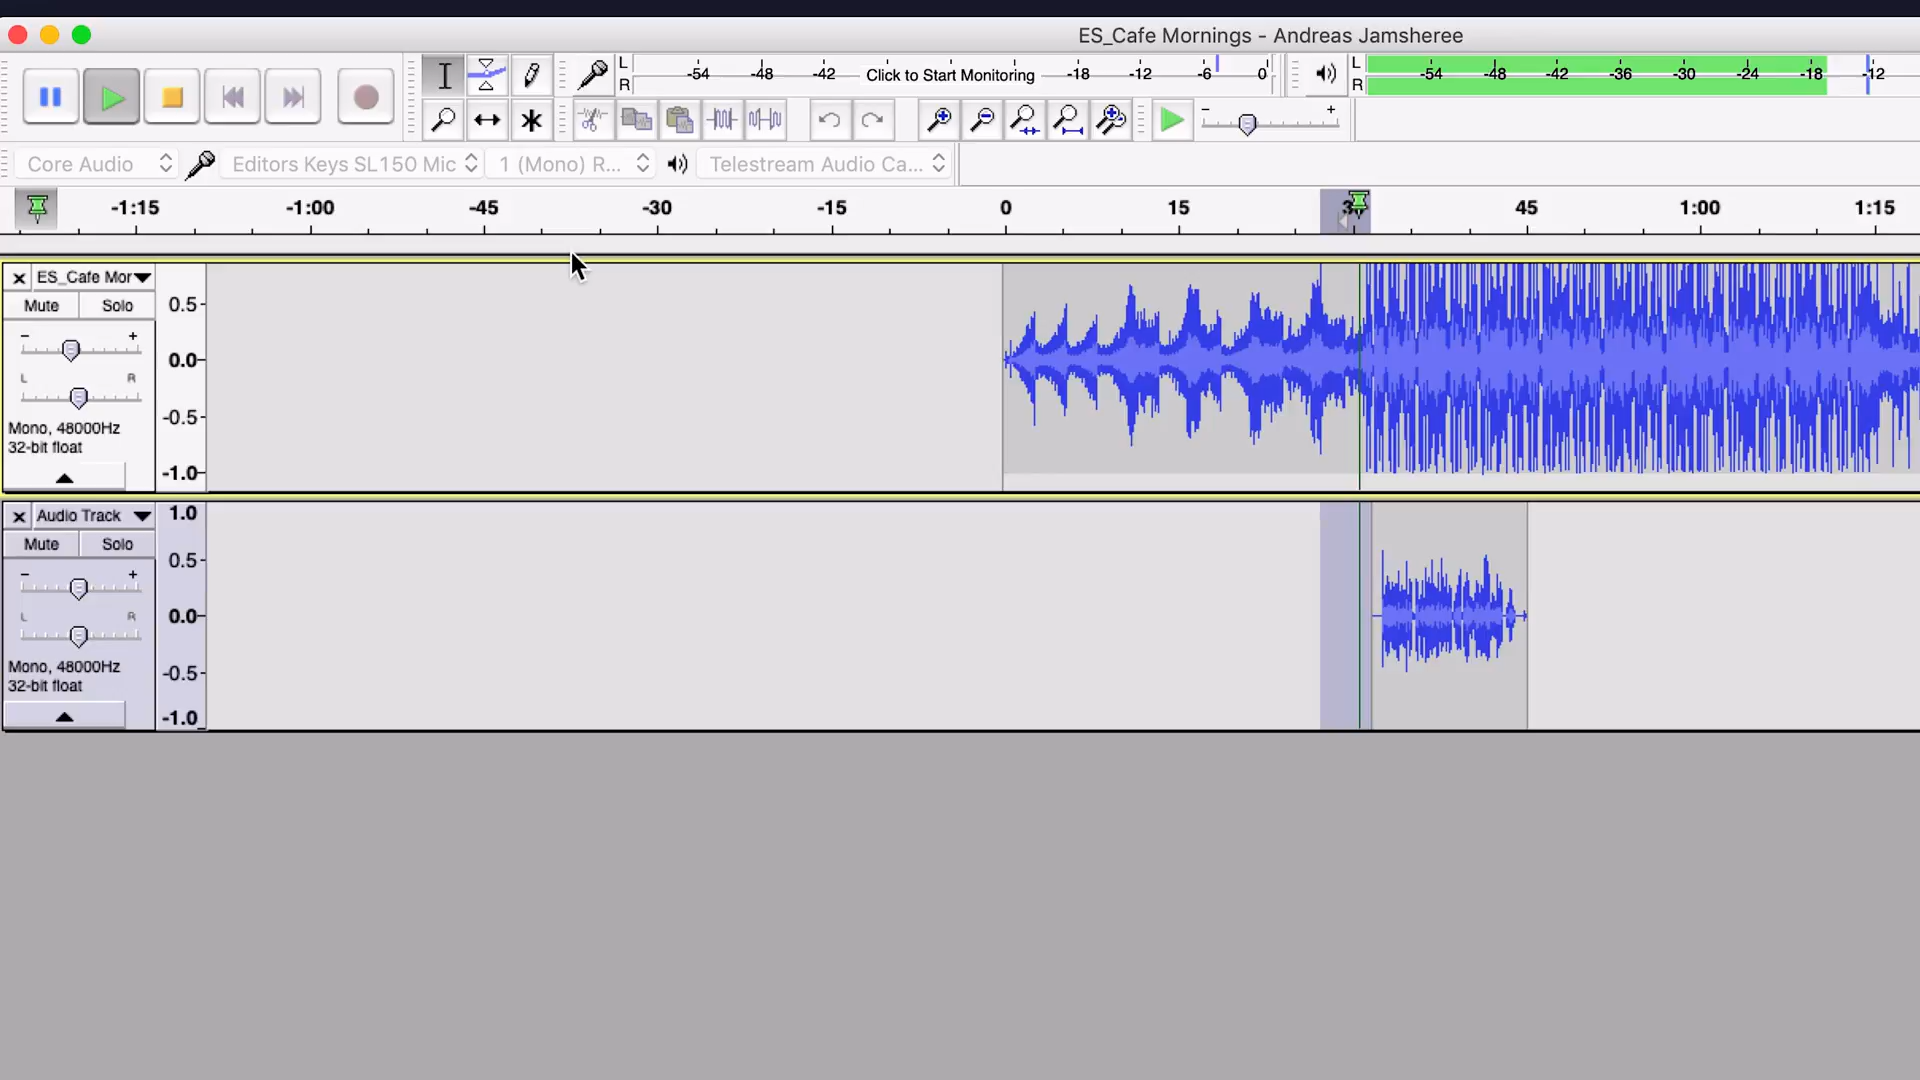 ES_Cafe Mornings - Andreas Jamsheree
L
R
-54 -48 -42 Click to Start Monitoring -18 -12 -6 0
L
R
-54 -48 -42 -36 -30 -24 -18 -12
- +
Core Audio
Editors Keys SL150 Mic
1 (Mono) R...
Telestream Audio Ca...
-1:15 -1:00 -45 -30 -15 0 15 30 45 1:00 1:15
ES_Cafe Mor
Mute Solo
- +
L R
Mono, 48000Hz
32-bit float
0.5
0.0
-0.5
-1.0
Audio Track
Mute Solo
- +
L R
Mono, 48000Hz
32-bit float
1.0
0.5
0.0
-0.5
-1.0